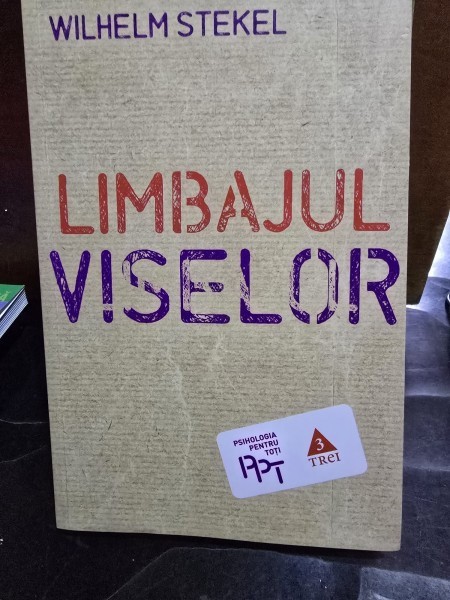 WILHELM STEKEL
LIMBAJUL
VISELOR
PSIHOLOGIA
PENTRU
TOȚI
PPT
3
TREI